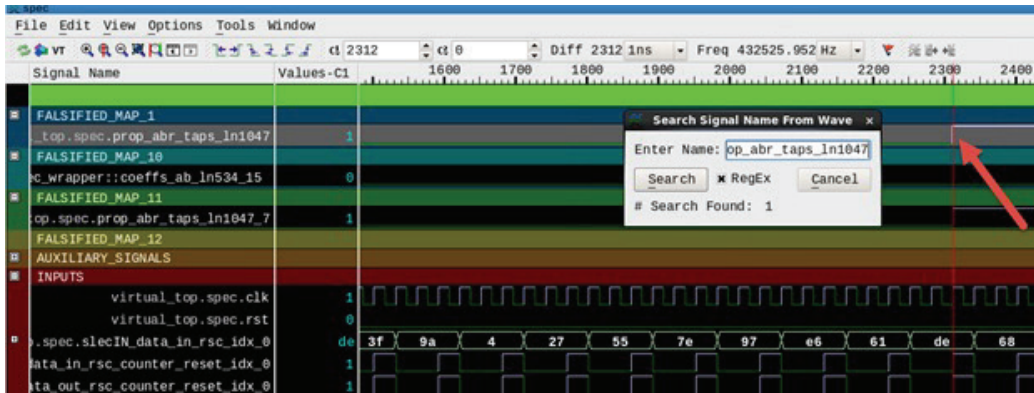 spec
File Edit View Options Tools Window
VT C1 2312 C1 0 Diff 2312 1ns Freq 432525.952 Hz
Signal Name Values-C1 1600 1700 1800 1900 2000 2100 2200 2300 2400
FALSIFIED_MAP_1
_top.spec.prop_abr_taps_ln1047 1
FALSIFIED_MAP_10
ec_wrapper::coeffs_ab_ln534_15 0
FALSIFIED_MAP_11
top.spec.prop_abr_taps_ln1047_7 1
FALSIFIED_MAP_12
AUXILIARY_SIGNALS
INPUTS
virtual_top.spec.clk 1
virtual_top.spec.rst 0
.spec.slecIN_data_in_rsc_idx_0 de 3f 9a 4 27 55 7e 97 e6 61 de 68
data_in_rsc_counter_reset_idx_0 1
ata_out_rsc_counter_reset_idx_0 1
Search Signal Name From Wave x
Enter Name: op_abr_taps_ln1047
Search RegEx Cancel
# Search Found: 1